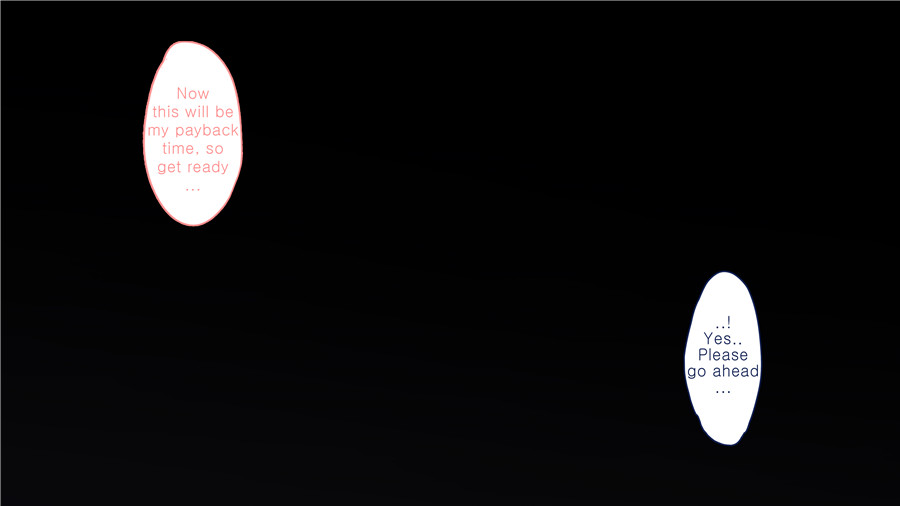 Now
this will be
my payback
time, so
get ready
...
..!
Yes..
Please
go ahead
...